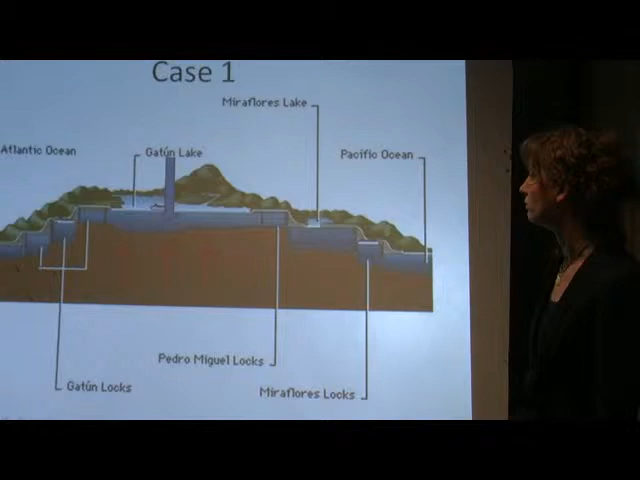 Case 1
Miraflores Lake
Atlantic Ocean
Gatún Lake
Pacific Ocean
Pedro Miguel Locks
Gatún Locks
Miraflores Locks